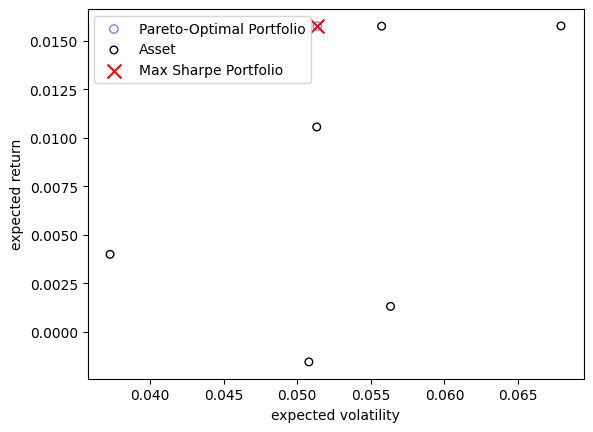 Pareto-Optimal Portfolio
Asset
Max Sharpe Portfolio
0.0150
0.0125
0.0100
0.0075
0.0050
0.0025
0.0000
expected return
0.040
0.045
0.050
0.055
0.060
0.065
expected volatility